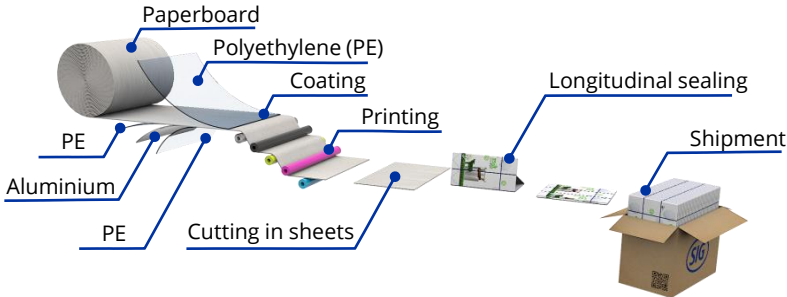 Paperboard
Polyethylene (PE)
Coating
Longitudinal sealing
Printing
Shipment
PE
Aluminium
PE
Cutting in sheets
SIG